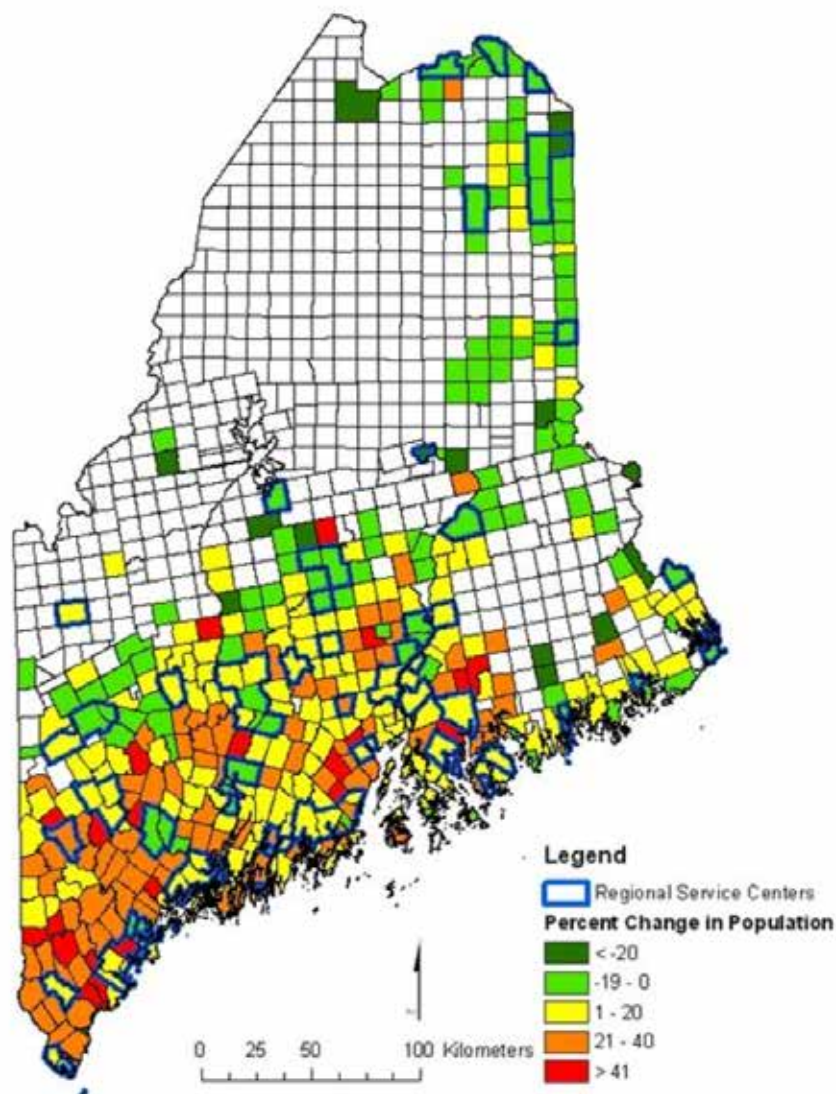 Legend
Regional Service Centers
Percent Change in Population
< -20
-19 - 0
1 - 20
21 - 40
> 41
0 25 50 100 Kilometers